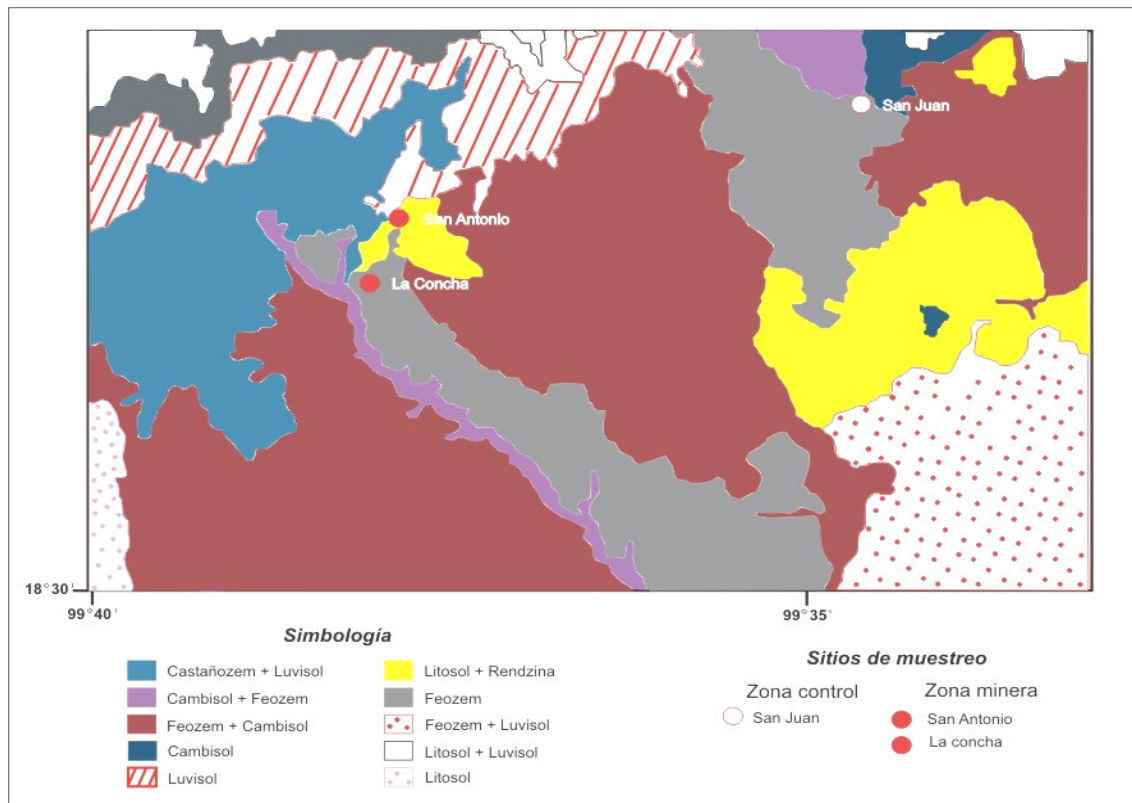 San Juan
San Antonio
La Concha
18°30'
99°40'
99°35'
Simbología
Castañozem + Luvisol
Cambisol + Feozem
Feozem + Cambisol
Cambisol
Luvisol
Litosol + Rendzina
Feozem
Feozem + Luvisol
Litosol + Luvisol
Litosol
Sitios de muestreo
Zona control
San Juan
Zona minera
San Antonio
La concha